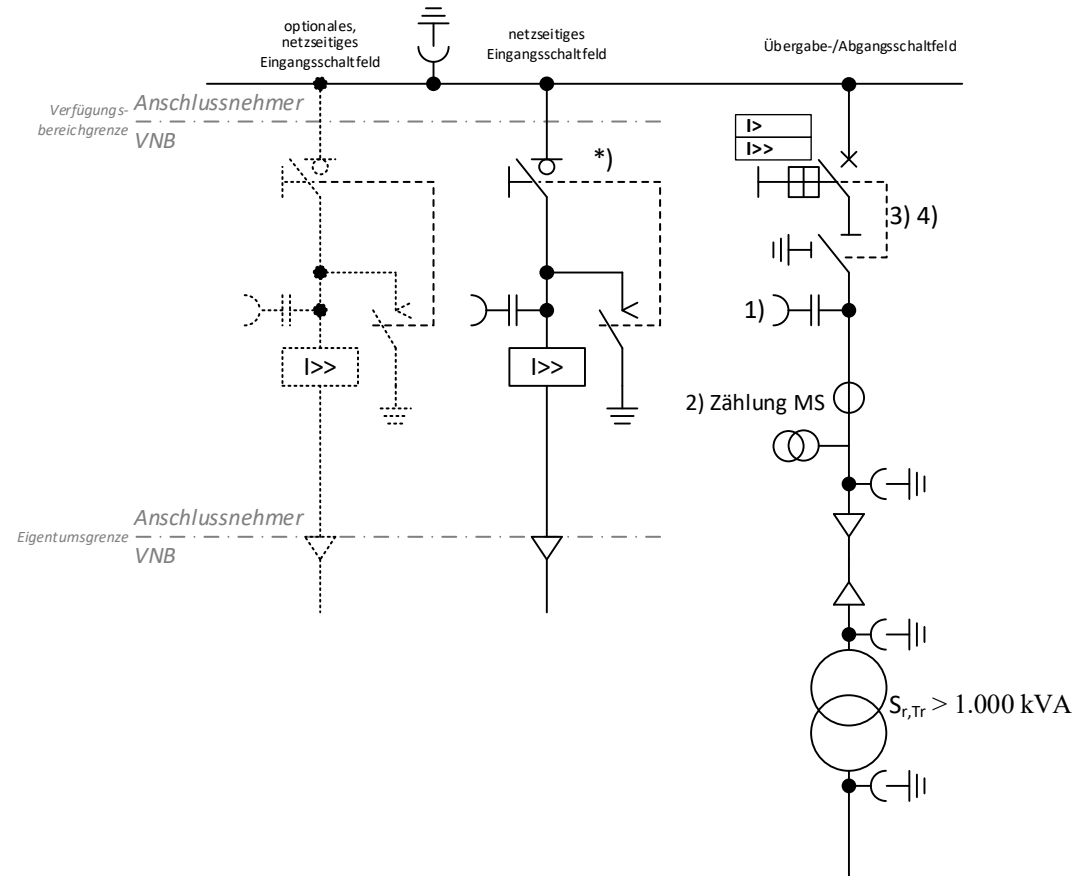 optionales,
netzseitiges
Eingangsschaltfeld
netzseitiges
Eingangsschaltfeld
Übergabe-/Abgangsschaltfeld
Verfügungs-
bereichgrenze
Anschlussnehmer
VNB
*)
I>
I>>
3) 4)
1)
I>>
I>>
2) Zählung MS
Eigentumsgrenze
Anschlussnehmer
VNB
Sr,Tr > 1.000 kVA